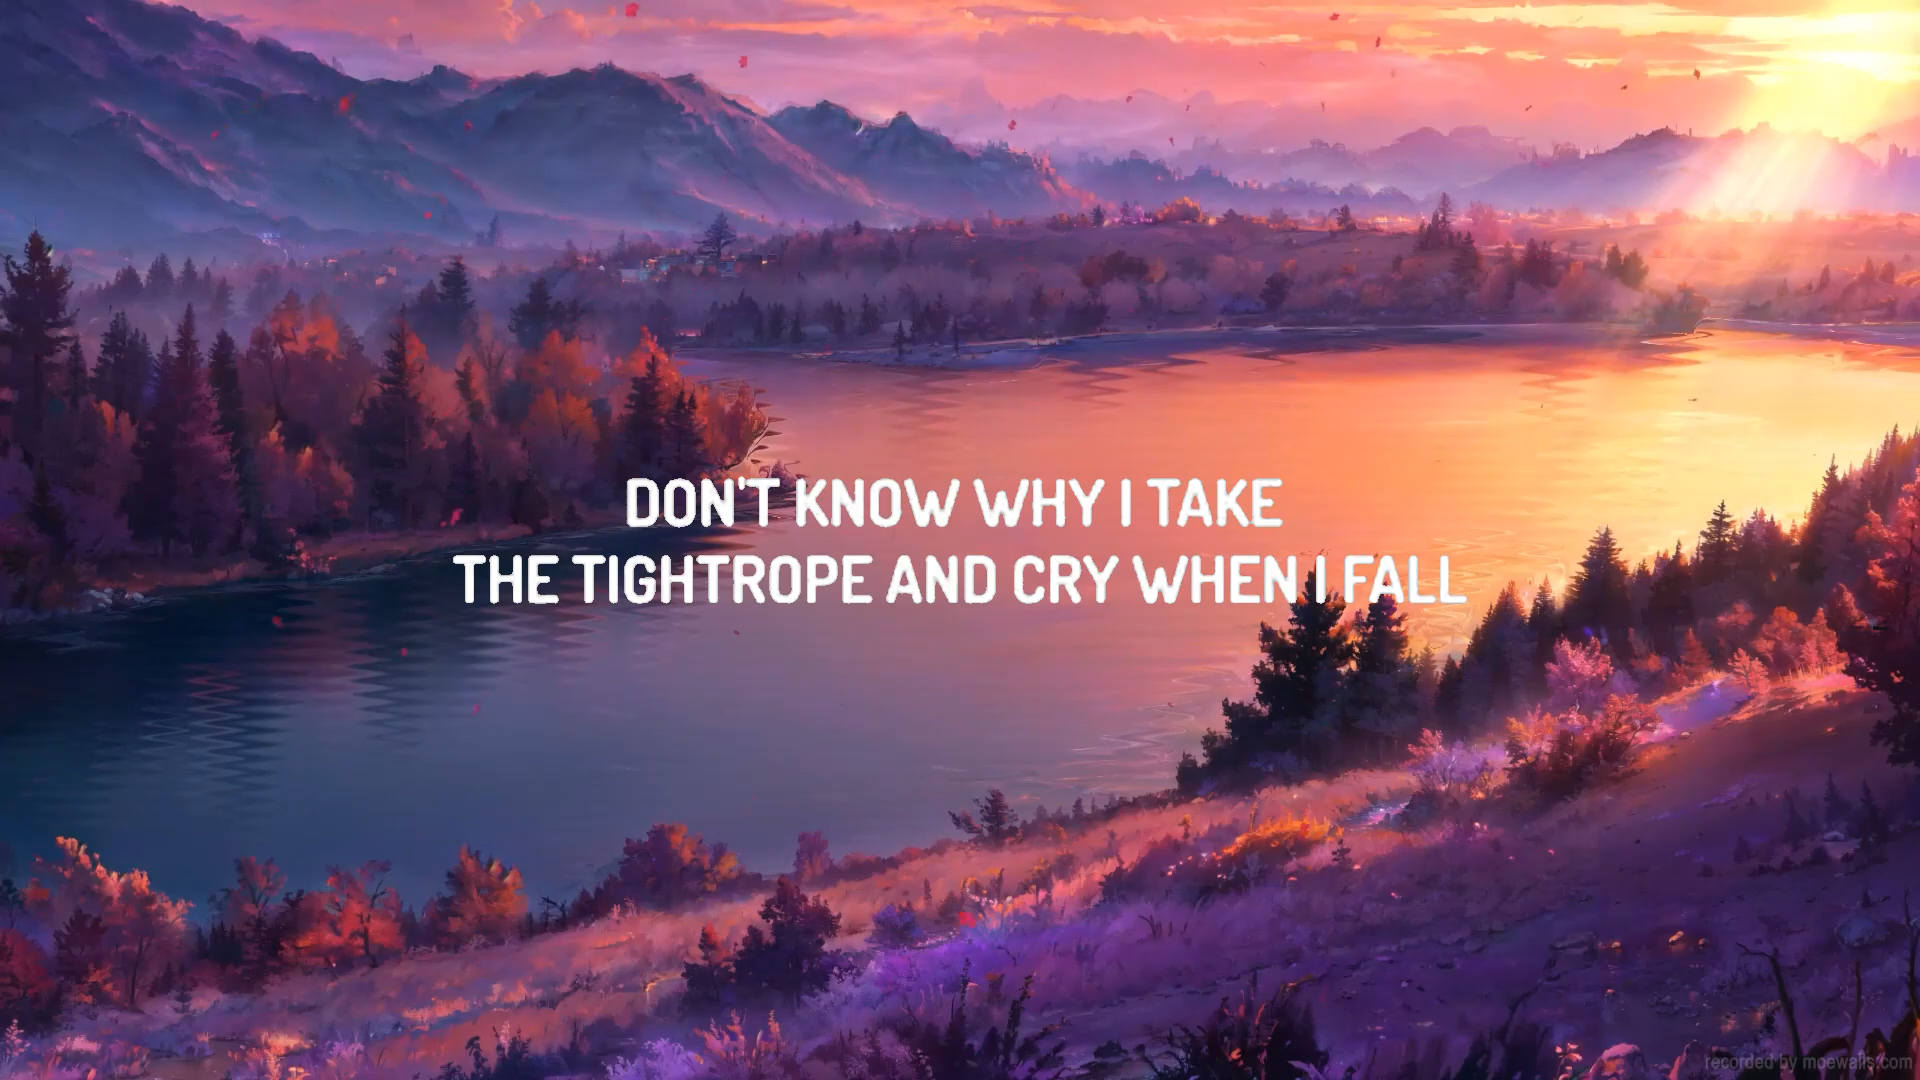 DON'T KNOW WHY I TAKE
THE TIGHTROPE AND CRY WHEN I FALL
recorded by moewalls.com